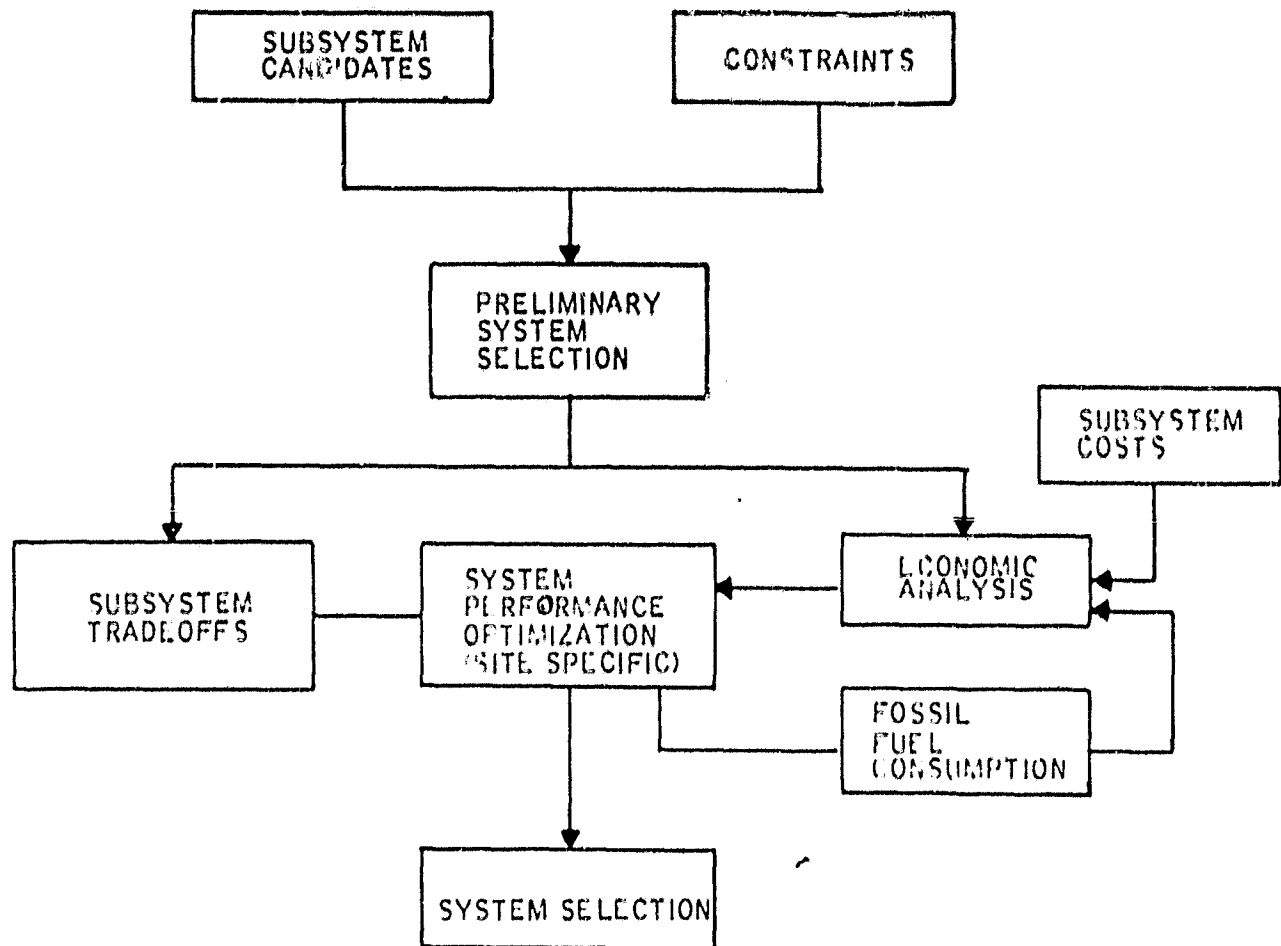 SUBSYSTEM
CANDIDATES
CONSTRAINTS
PRELIMINARY
SYSTEM
SELECTION
SUBSYSTEM
COSTS
SUBSYSTEM
TRADEOFFS
SYSTEM
PERFORMANCE
OPTIMIZATION
(SITE SPECIFIC)
ECONOMIC
ANALYSIS
FOSSIL
FUEL
CONSUMPTION
SYSTEM SELECTION